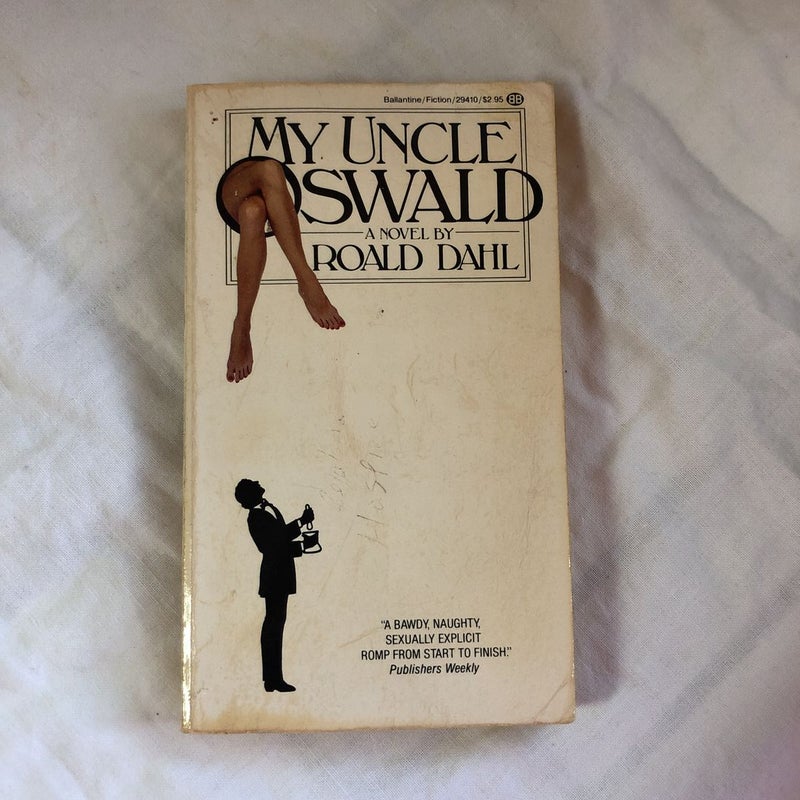 Ballantine/Fiction/29410/$2.95 BB
MY UNCLE
OSWALD
A NOVEL BY
ROALD DAHL
"A BAWDY, NAUGHTY,
SEXUALLY EXPLICIT
ROMP FROM START TO FINISH."
Publishers Weekly